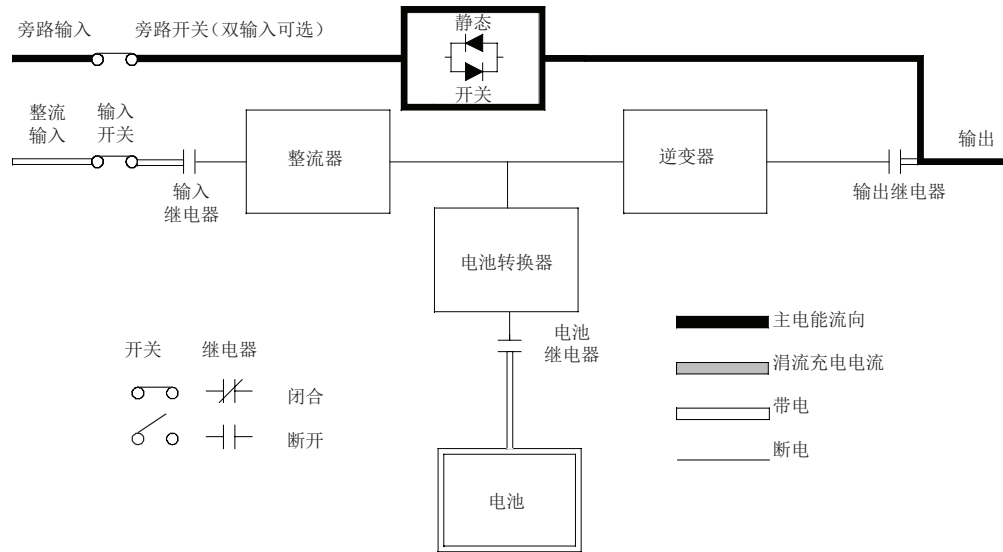 旁路输入
旁路开关(双输入可选)
静态
开关
整流
输入
输入
开关
整流器
逆变器
输出
输入
继电器
输出继电器
电池转换器
电池
继电器
主电能流向
涓流充电电流
带电
断电
开关
继电器
闭合
断开
电池